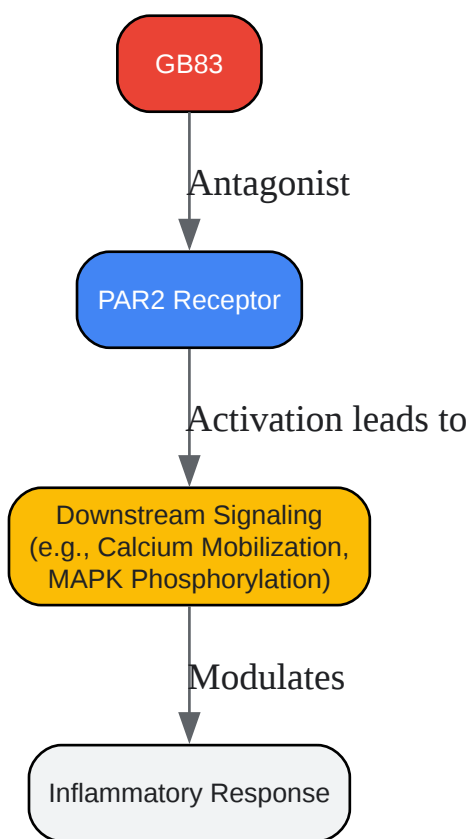 GB83
Antagonist
PAR2 Receptor
Activation leads to
Downstream Signaling
(e.g., Calcium Mobilization,
MAPK Phosphorylation)
Modulates
Inflammatory Response